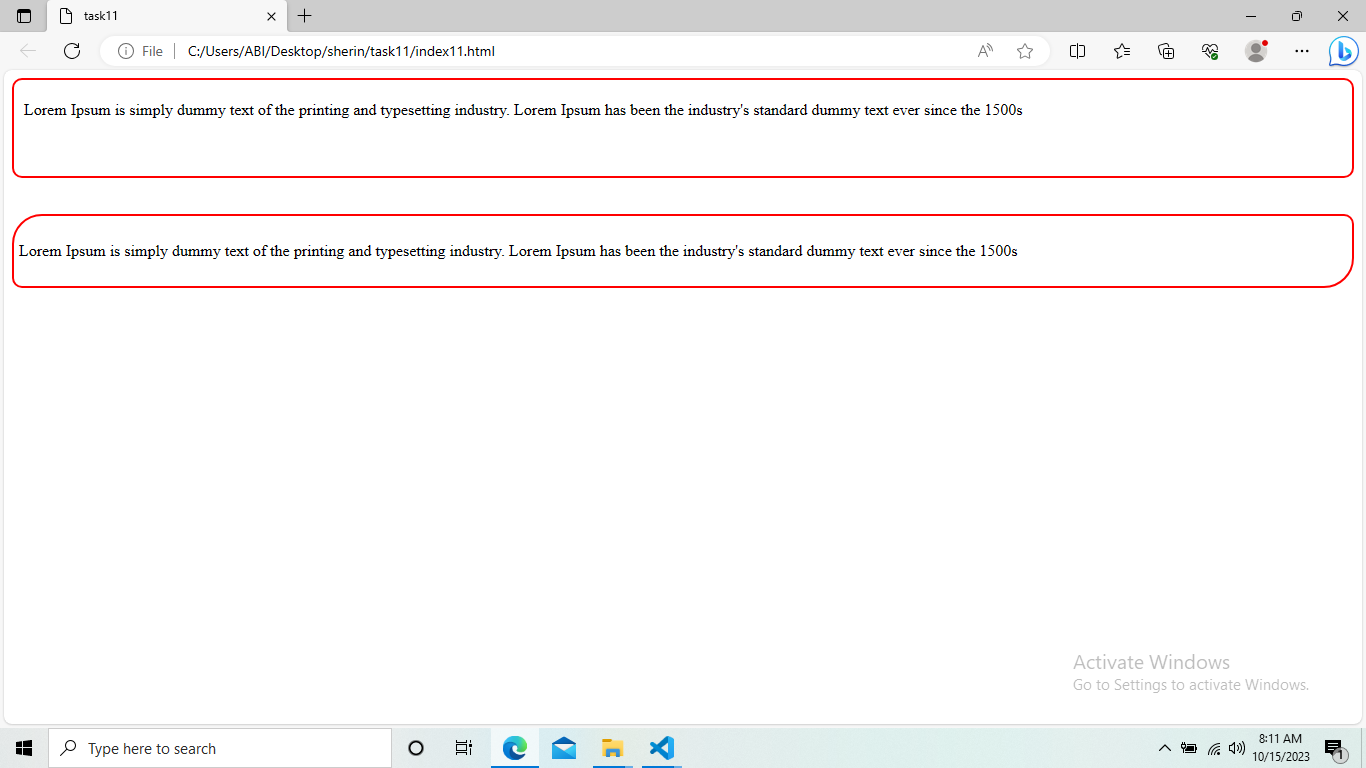 task11
File
C:/Users/ABI/Desktop/sherin/task11/index11.html
Lorem Ipsum is simply dummy text of the printing and typesetting industry. Lorem Ipsum has been the industry's standard dummy text ever since the 1500s
Lorem Ipsum is simply dummy text of the printing and typesetting industry. Lorem Ipsum has been the industry's standard dummy text ever since the 1500s
Activate Windows
Go to Settings to activate Windows.
Type here to search
8:11 AM
10/15/2023
1